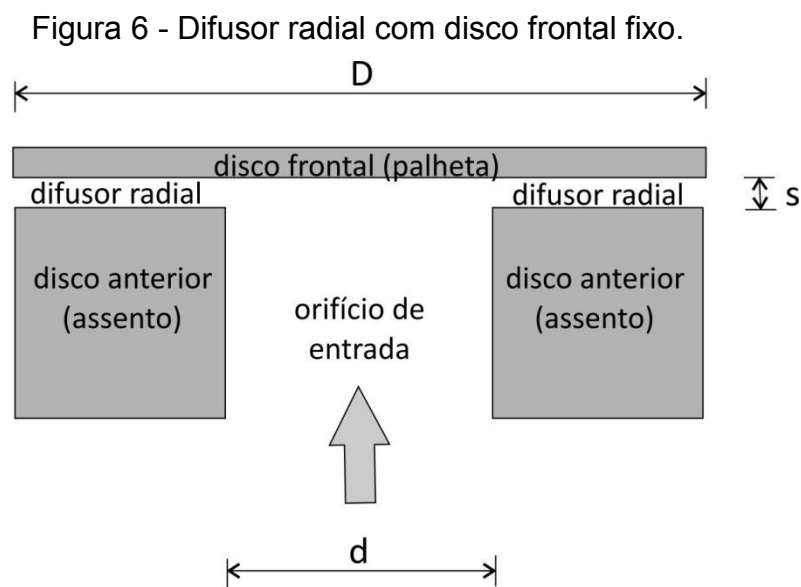 Figura 6 - Difusor radial com disco frontal fixo.
D
disco frontal (palheta)
difusor radial
difusor radial
s
disco anterior
(assento)
disco anterior
(assento)
orifício de
entrada
d